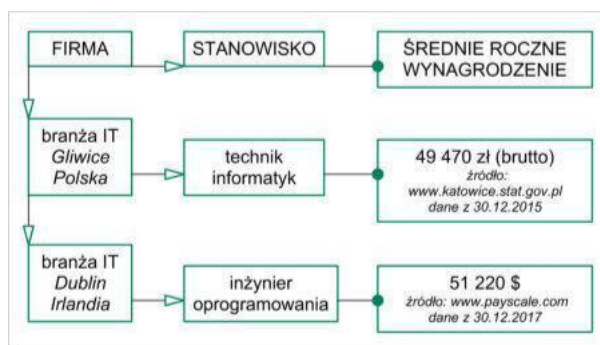 FIRMA
STANOWISKO
ŚREDNIE ROCZNE
WYNAGRODZENIE
branża IT
Gliwice
Polska
technik
informatyk
49 470 zł (brutto)
źródło:
www.katowice.stat.gov.pl
dane z 30.12.2015
branża IT
Dublin
Irlandia
inżynier
oprogramowania
51 220 $
źródło: www.payscale.com
dane z 30.12.2017